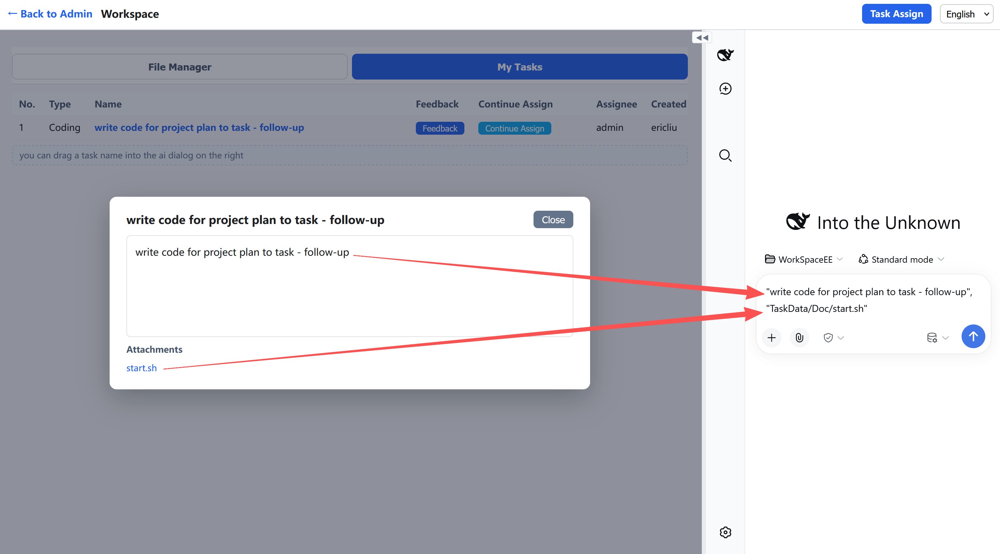 ← Back to Admin Workspace
Task Assign English
File Manager My Tasks
No. Type Name Feedback Continue Assign Assignee Created
1 Coding write code for project plan to task - follow-up Feedback Continue Assign admin ericliu
you can drag a task name into the ai dialog on the right
write code for project plan to task - follow-up Close
write code for project plan to task - follow-up
Attachments
start.sh
Into the Unknown
WorkSpaceEE Standard mode
"write code for project plan to task - follow-up",
"TaskData/Doc/start.sh"